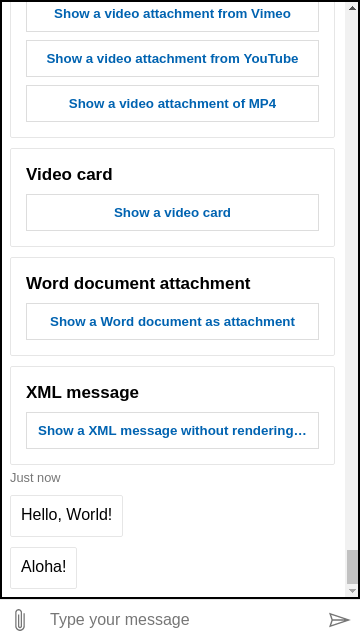 Show a video attachment from Vimeo
Show a video attachment from YouTube
Show a video attachment of MP4
Video card
Show a video card
Word document attachment
Show a Word document as attachment
XML message
Show a XML message without rendering…
Just now
Hello, World!
Aloha!
Type your message